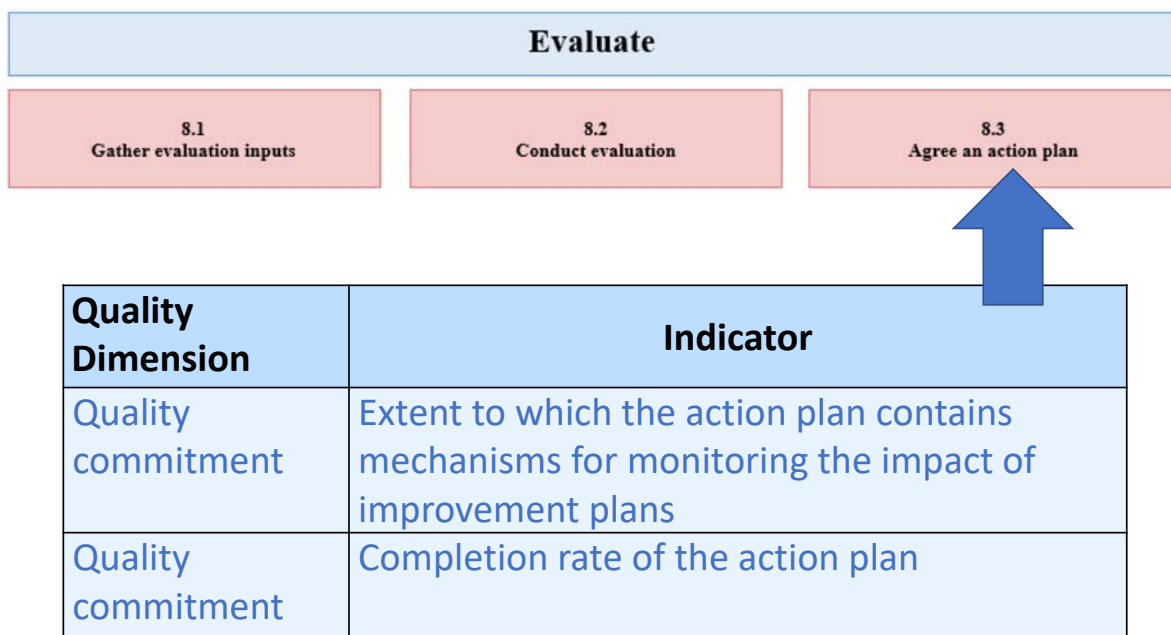 Evaluate
8.1
Gather evaluation inputs
8.2
Conduct evaluation
8.3
Agree an action plan
Quality
Dimension
Indicator
Quality
commitment
Extent to which the action plan contains
mechanisms for monitoring the impact of
improvement plans
Quality
commitment
Completion rate of the action plan